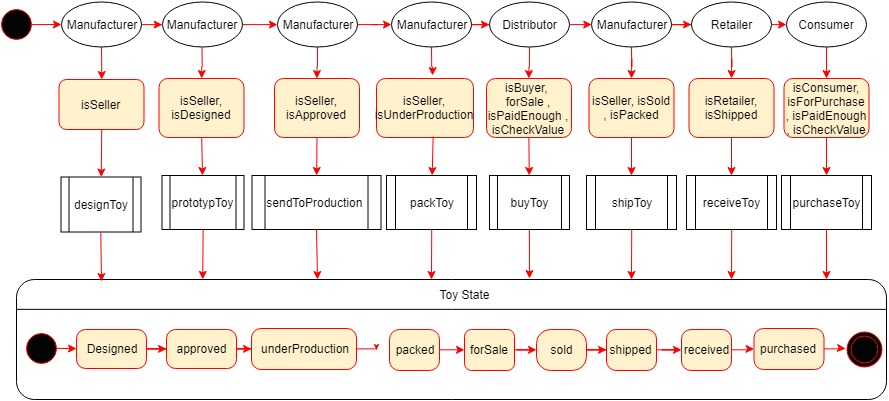 Manufacturer Manufacturer Manufacturer Manufacturer Distributor Manufacturer Retailer Consumer
isSeller
isSeller,
isDesigned
isSeller,
isApproved
isSeller,
isUnderProduction
isBuyer,
forSale ,
isPaidEnough ,
isCheckValue
isSeller, isSold
, isPacked
isRetailer,
isShipped
isConsumer,
isForPurchase
, isPaidEnough
, isCheckValue
designToy prototypToy sendToProduction packToy buyToy shipToy receiveToy purchaseToy
Toy State
Designed approved underProduction packed forSale sold shipped received purchased